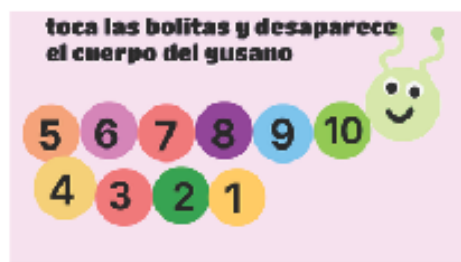 toca las bolitas y desaparece
el cuerpo del gusano
5 6 7 8 9 10
4 3 2 1